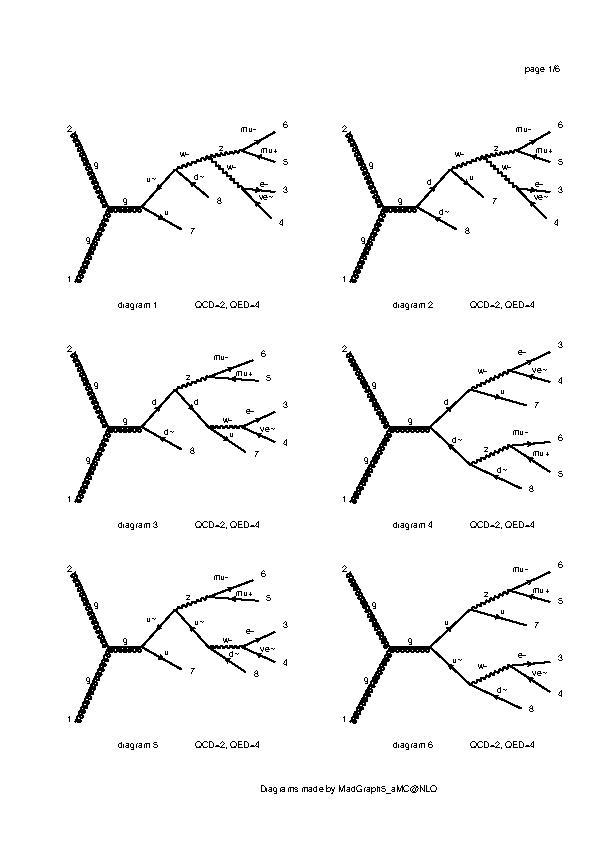 page 1/6
2 g g 1 g u~ u 7 w- d~ 8 z w- mu- mu+ 6 5 e- ve~ 3 4
diagram 1 QCD=2, QED=4
2 g g 1 g d d~ 8 w- u 7 z w- mu- mu+ 6 5 e- ve~ 3 4
diagram 2 QCD=2, QED=4
2 g g 1 g d d~ 8 z d mu- mu+ 6 5 w- u 7 e- ve~ 3 4
diagram 3 QCD=2, QED=4
2 g g 1 g d d~ w- u 7 e- ve~ 3 4 z d~ 8 mu- mu+ 6 5
diagram 4 QCD=2, QED=4
2 g g 1 g u~ u 7 z u~ mu- mu+ 6 5 w- d~ 8 e- ve~ 3 4
diagram 5 QCD=2, QED=4
2 g g 1 g u u~ z u 7 mu- mu+ 6 5 w- d~ 8 e- ve~ 3 4
diagram 6 QCD=2, QED=4
Diagrams made by MadGraph5_aMC@NLO